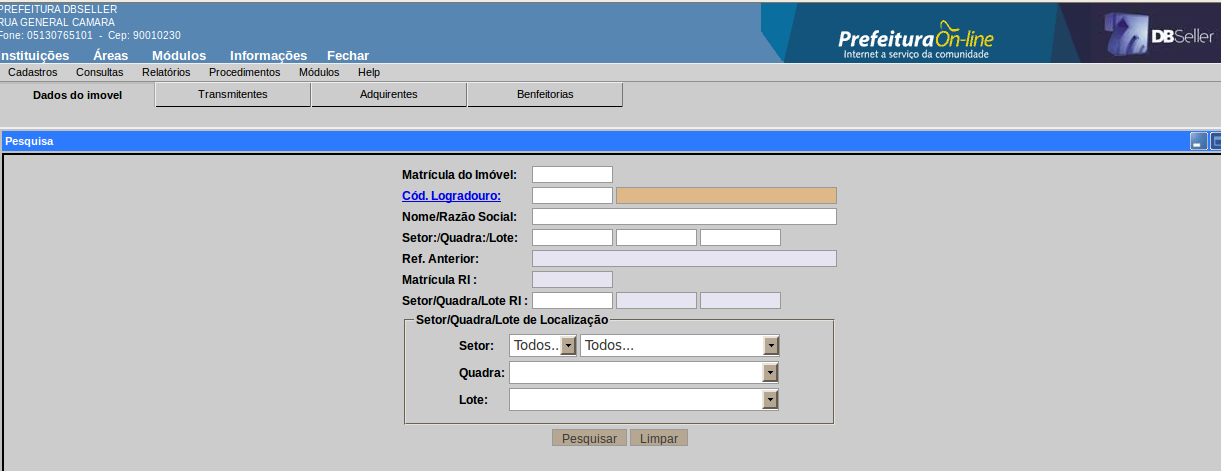 PREFEITURA DBSELLER
RUA GENERAL CAMARA
Fone: 05130765101 - Cep: 90010230
nstituições Áreas Módulos Informações Fechar
PrefeituraOn-line
Internet a serviço da comunidade
DBSeller
Cadastros Consultas Relatórios Procedimentos Módulos Help
Dados do imovel Transmitentes Adquirentes Benfeitorias
Pesquisa
Matrícula do Imóvel:
Cód. Logradouro:
Nome/Razão Social:
Setor:/Quadra:/Lote:
Ref. Anterior:
Matrícula RI :
Setor/Quadra/Lote RI :
Setor/Quadra/Lote de Localização
Setor: Todos.. Todos...
Quadra:
Lote:
Pesquisar Limpar